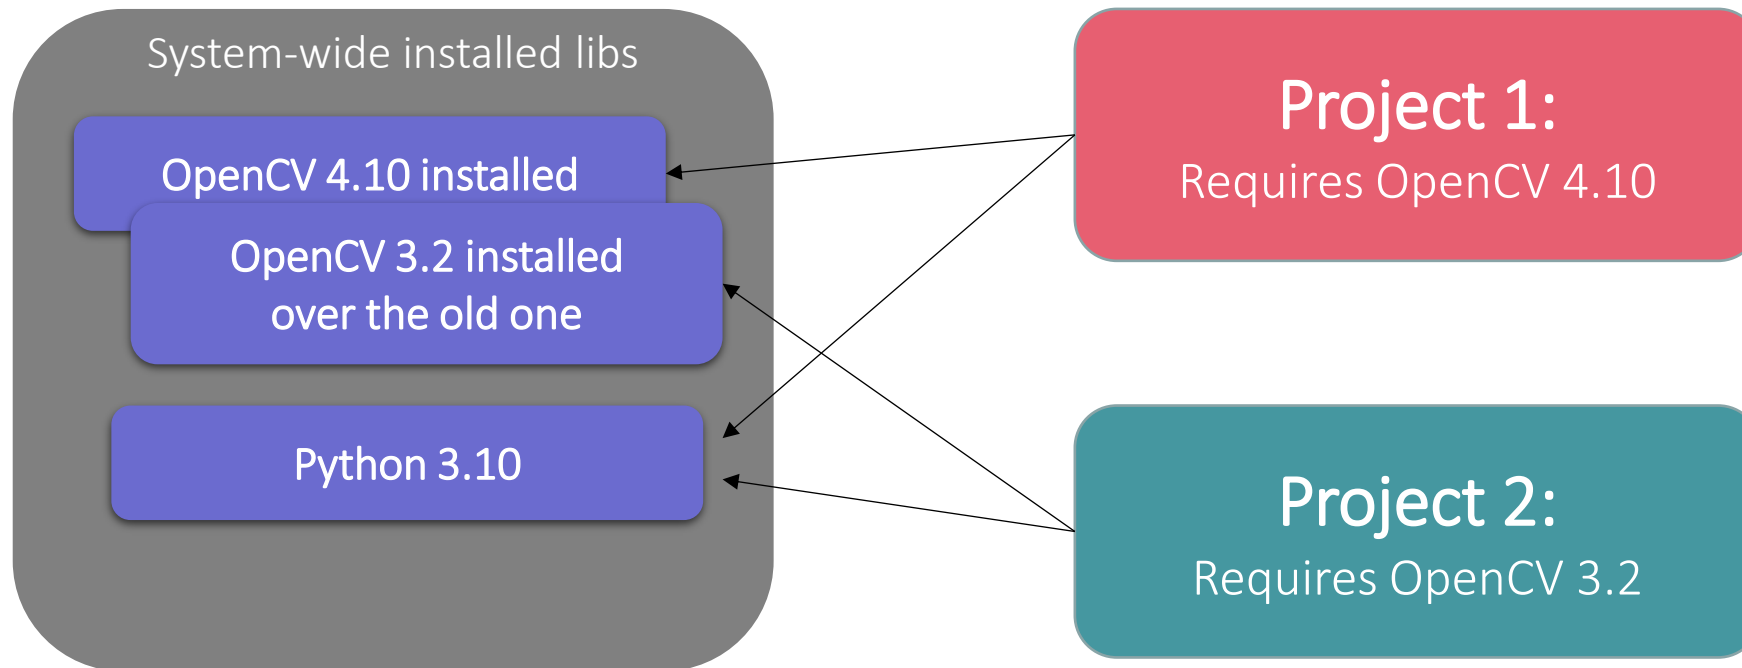 System-wide installed libs
OpenCV 4.10 installed
OpenCV 3.2 installed
over the old one
Python 3.10
Project 1:
Requires OpenCV 4.10
Project 2:
Requires OpenCV 3.2